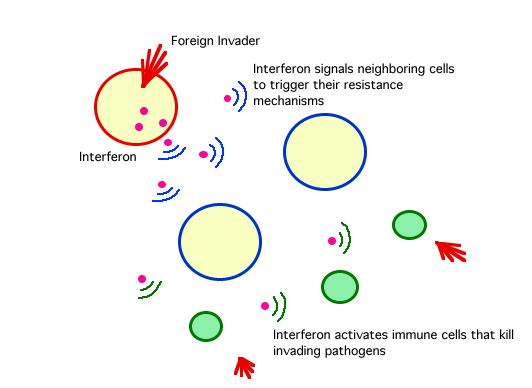 Foreign Invader
Interferon signals neighboring cells
to trigger their resistance
mechanisms
Interferon
Interferon activates immune cells that kill
invading pathogens